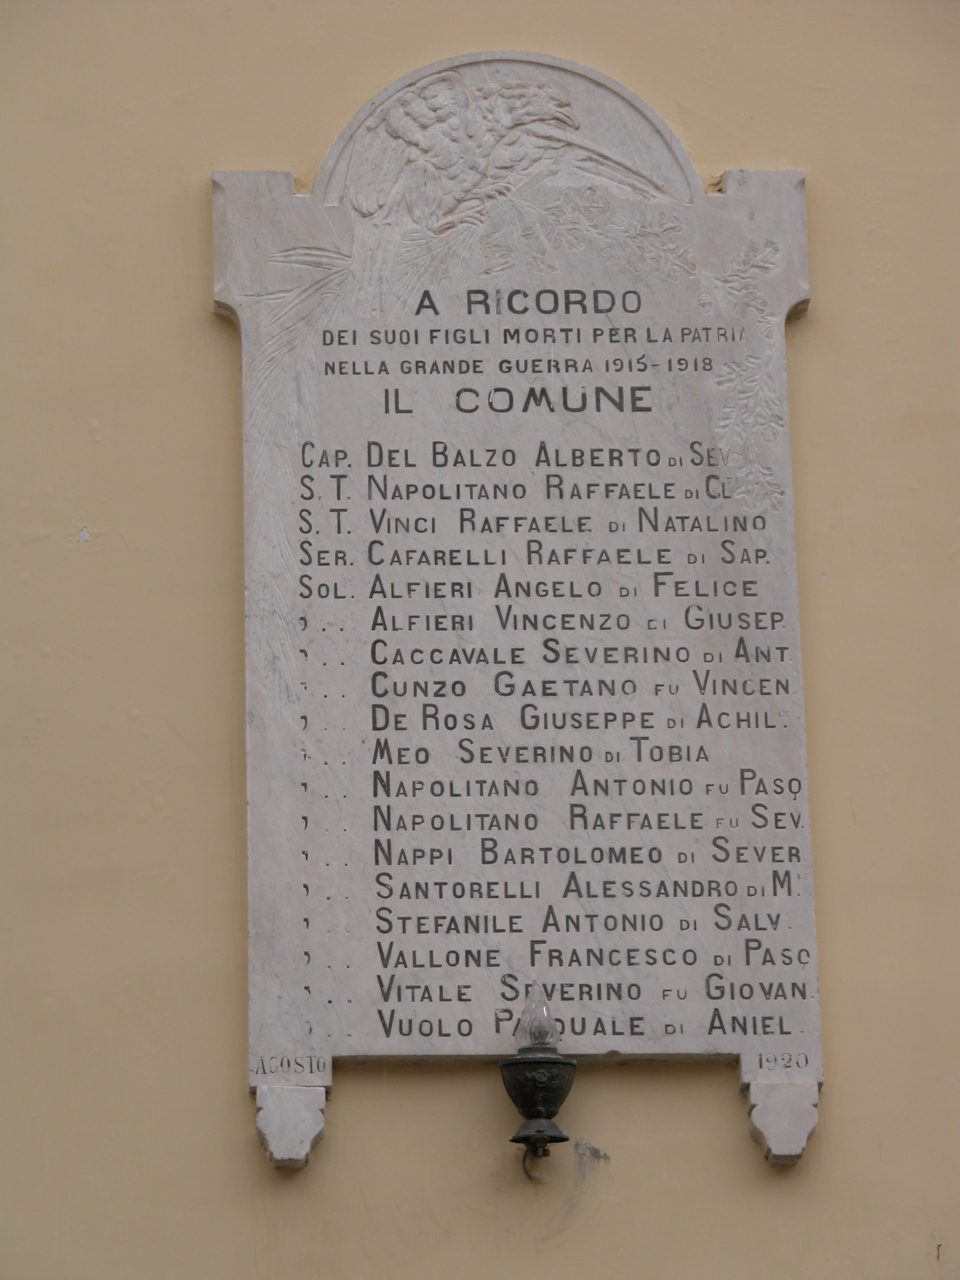 A RICORDO
DEI SUOI FIGLI MORTI PER LA PATRIA
NELLA GRANDE GUERRA 1915-1918
IL COMUNE
CAP. DEL BALZO ALBERTO DI SEV
S.T. NAPOLITANO RAFFAELE DI
S.T. VINCI RAFFAELE DI NATALINO
SER. CAFARELLI RAFFAELE DI SAP.
SOL. ALFIERI ANGELO DI FELICE
, . . ALFIERI VINCENZO DI GIUSEP.
, . . CACCAVALE SEVERINO DI ANT.
, . . CUNZO GAETANO FU VINCEN.
, . . DE ROSA GIUSEPPE DI ACHIL.
, . . MEO SEVERINO DI TOBIA
, . . NAPOLITANO ANTONIO FU PASQ
, . . NAPOLITANO RAFFAELE FU SEV.
, . . NAPPI BARTOLOMEO DI SEVER
, . . SANTORELLI ALESSANDRO DI M.
, . . STEFANILE ANTONIO DI SALV.
, . . VALLONE FRANCESCO DI PASQ
, . . VITALE SEVERINO FU GIOVAN.
, . . VUOLO PASQUALE DI ANIEL.
AGOSTO 1920